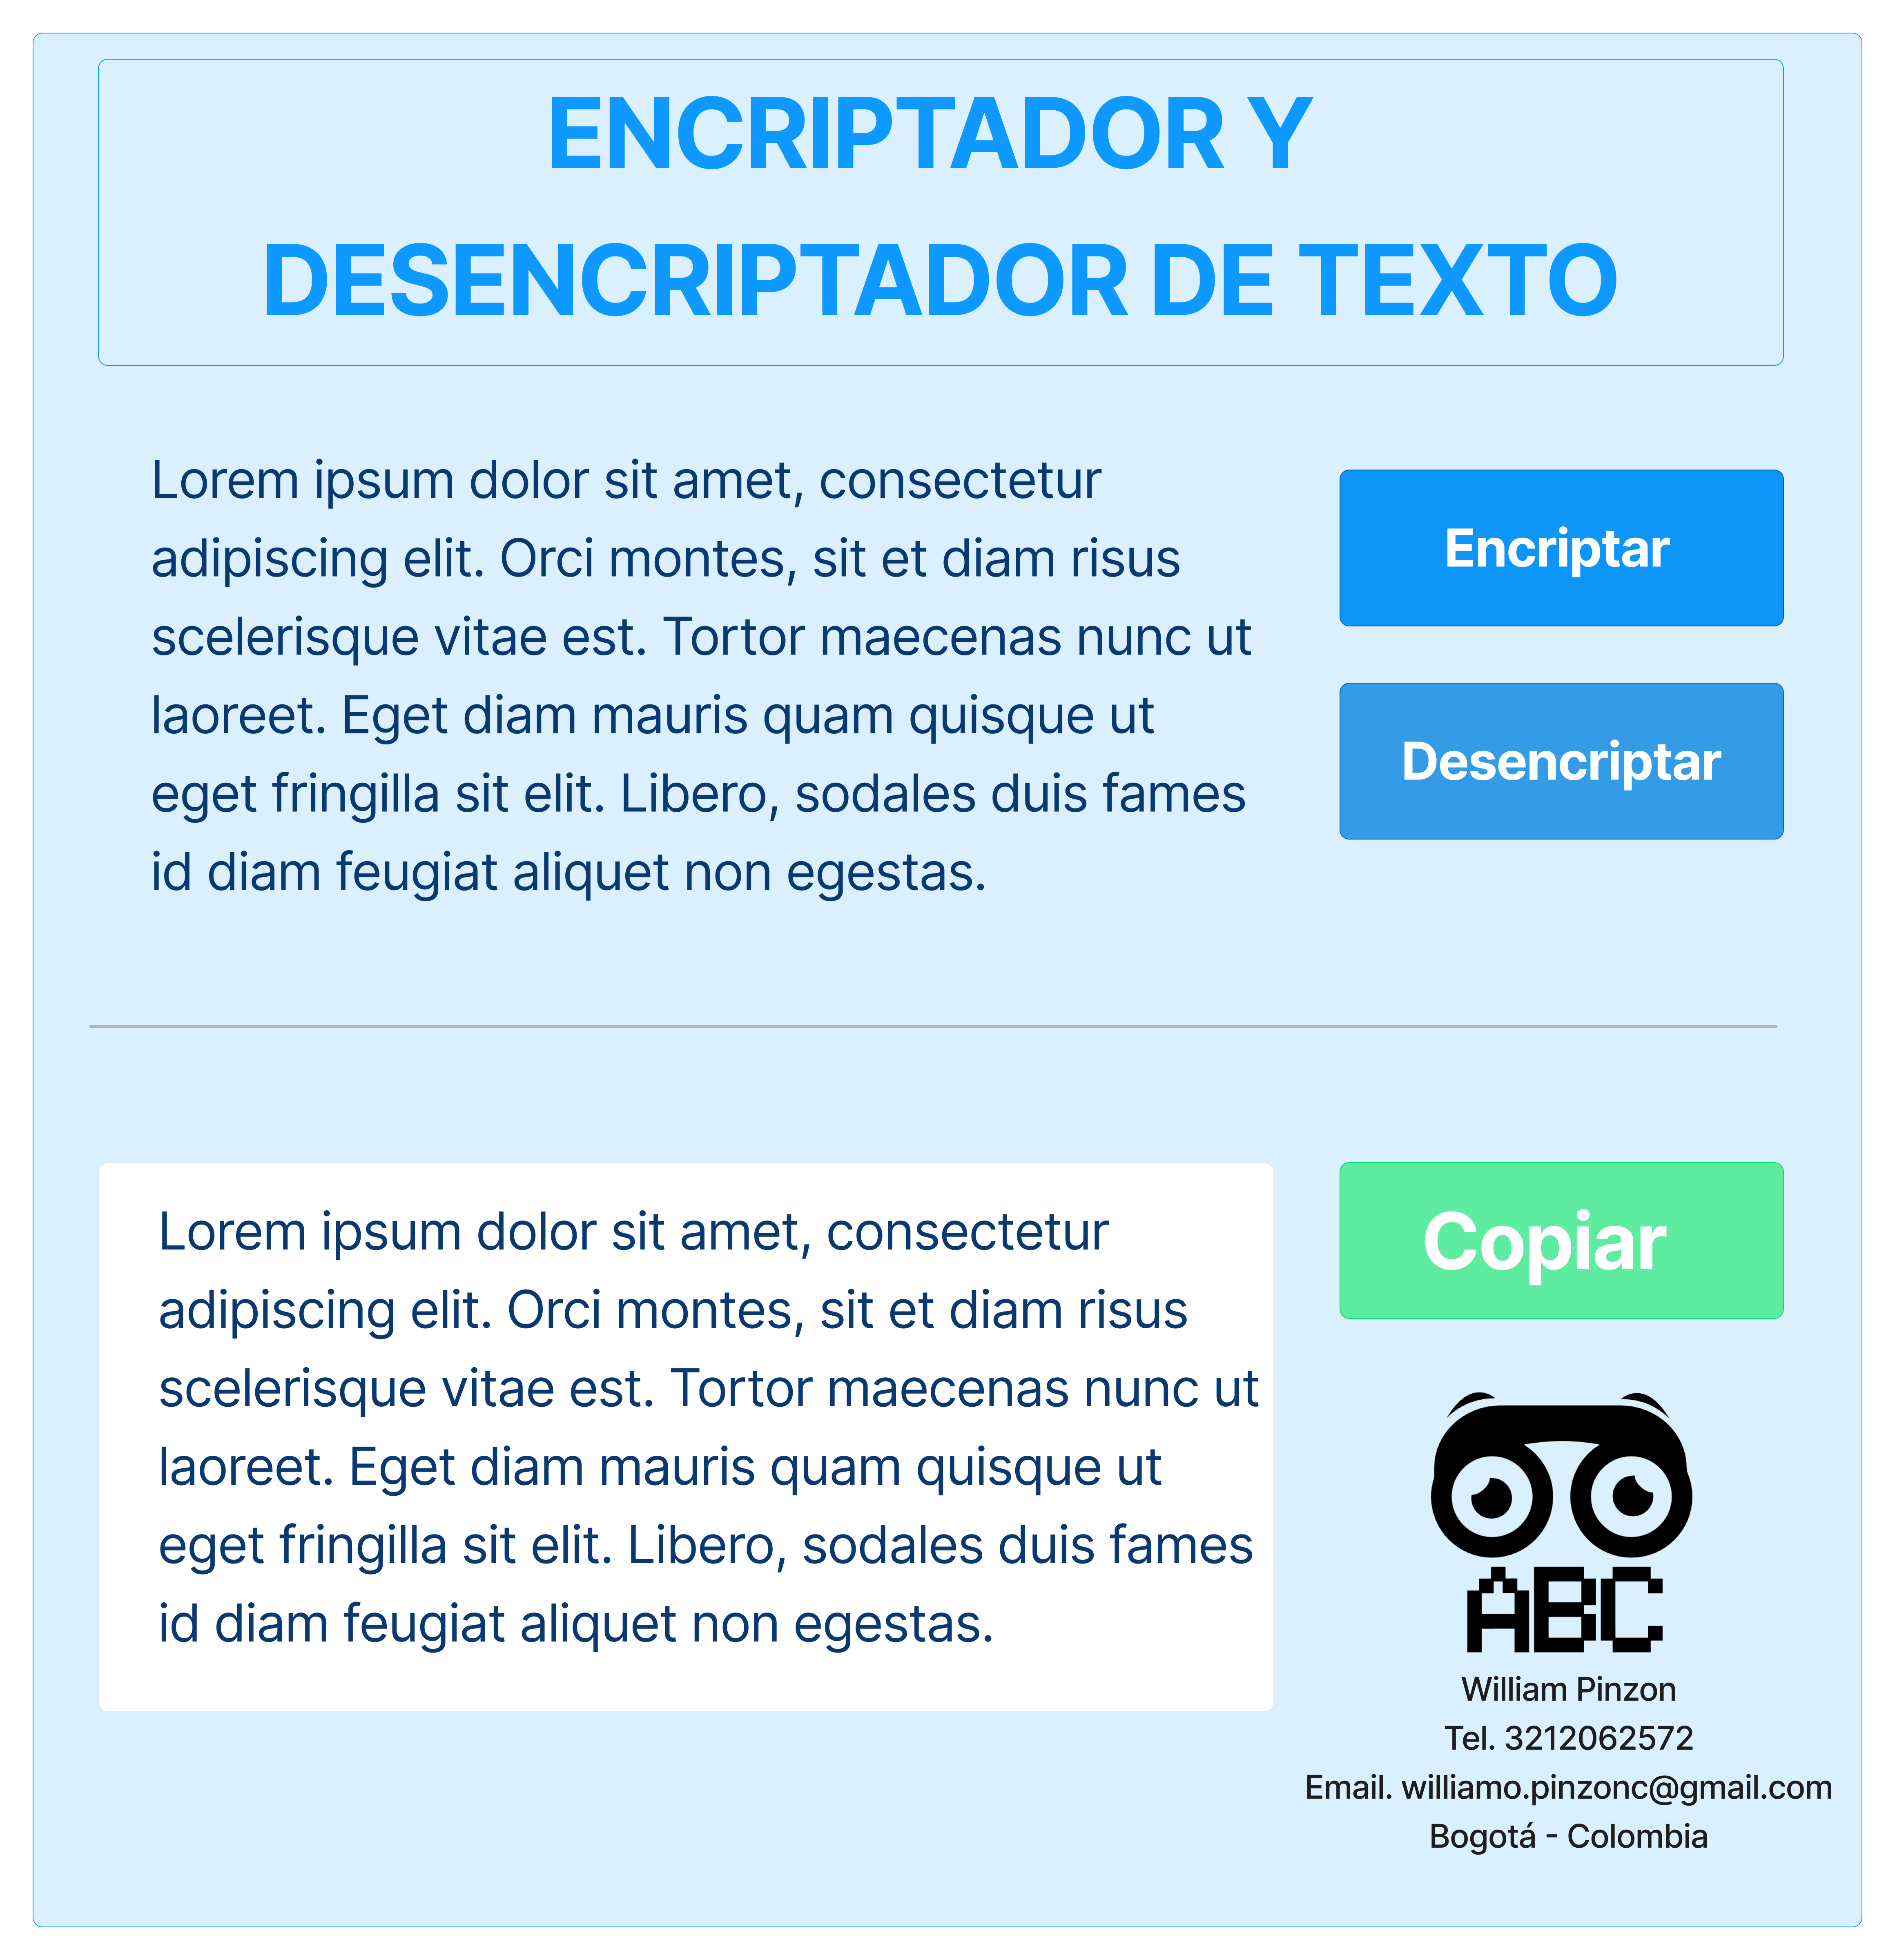 ENCRIPTADOR Y
DESENCRIPTADOR DE TEXTO
Lorem ipsum dolor sit amet, consectetur
adipiscing elit. Orci montes, sit et diam risus
scelerisque vitae est. Tortor maecenas nunc ut
laoreet. Eget diam mauris quam quisque ut
eget fringilla sit elit. Libero, sodales duis fames
id diam feugiat aliquet non egestas.
Encriptar
Desencriptar
Lorem ipsum dolor sit amet, consectetur
adipiscing elit. Orci montes, sit et diam risus
scelerisque vitae est. Tortor maecenas nunc ut
laoreet. Eget diam mauris quam quisque ut
eget fringilla sit elit. Libero, sodales duis fames
id diam feugiat aliquet non egestas.
Copiar
ABC
William Pinzon
Tel. 3212062572
Email. williamo.pinzonc@gmail.com
Bogotá - Colombia